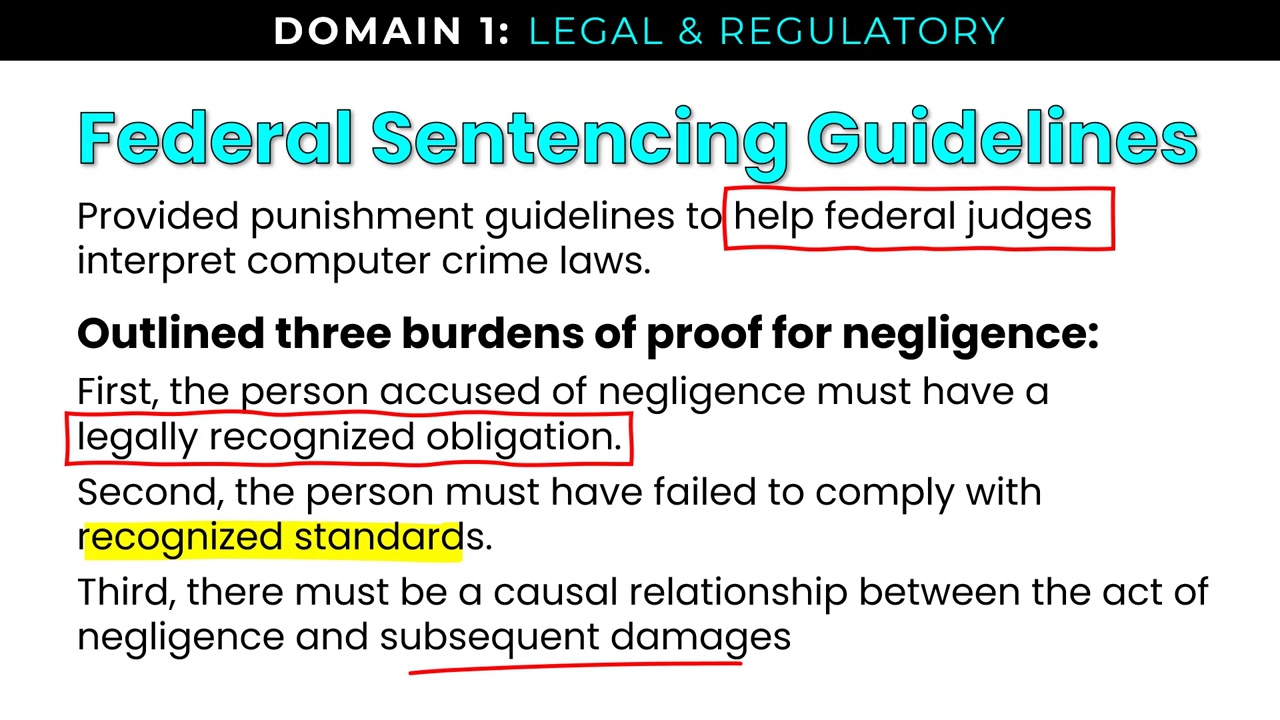 DOMAIN 1: LEGAL & REGULATORY
Federal Sentencing Guidelines
Provided punishment guidelines to help federal judges
interpret computer crime laws.
Outlined three burdens of proof for negligence:
First, the person accused of negligence must have a
legally recognized obligation.
Second, the person must have failed to comply with
recognized standards.
Third, there must be a causal relationship between the act of
negligence and subsequent damages